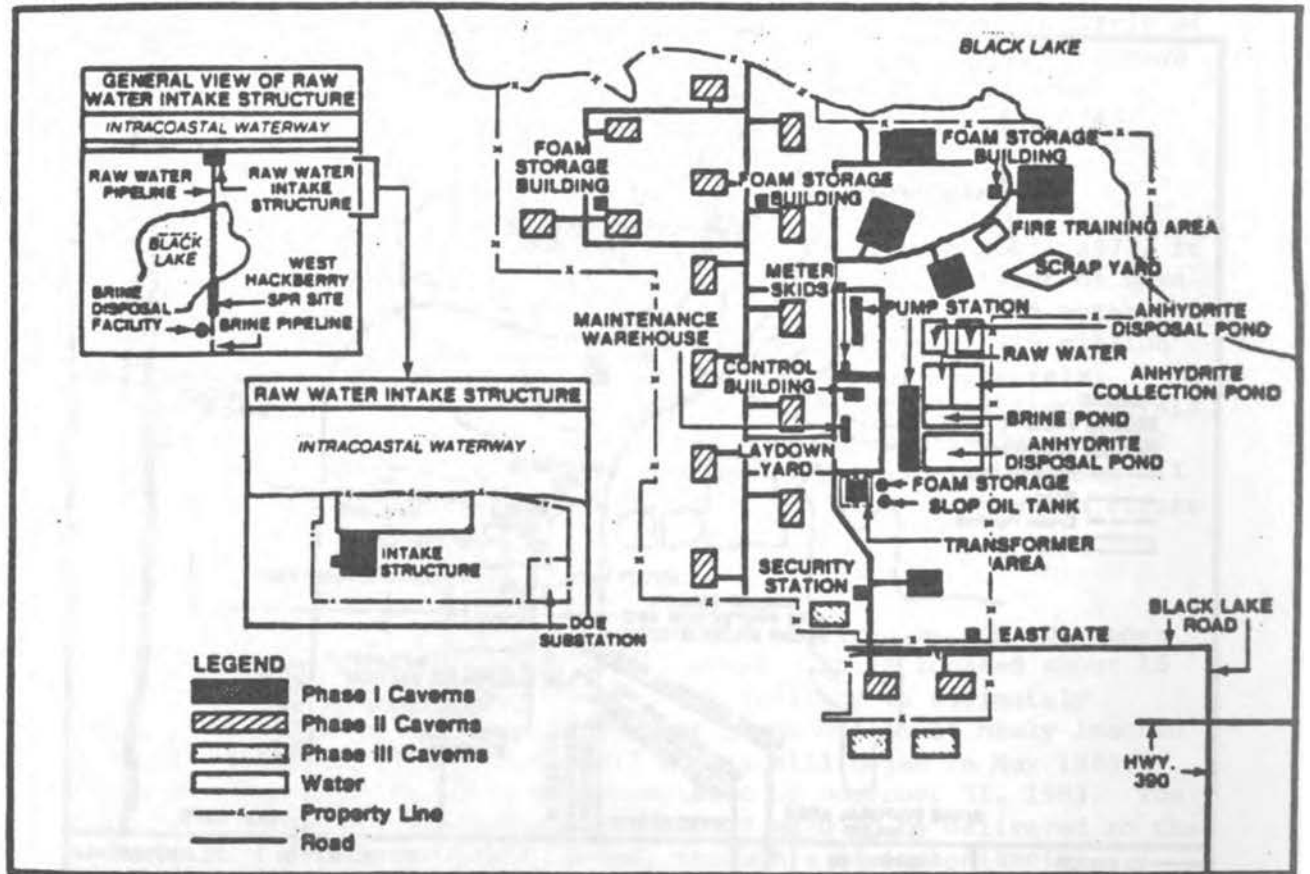 BLACK LAKE
GENERAL VIEW OF RAW
WATER INTAKE STRUCTURE
INTRACOASTAL WATERWAY
RAW WATER
PIPELINE
RAW WATER
INTAKE
STRUCTURE
BLACK
LAKE
WEST
HACKBERRY
SPR SITE
BRINE
DISPOSAL
FACILITY
BRINE PIPELINE
RAW WATER INTAKE STRUCTURE
INTRACOASTAL WATERWAY
INTAKE
STRUCTURE
DOE
SUBSTATION
FOAM
STORAGE
BUILDING
FOAM STORAGE
BUILDING
FOAM STORAGE
BUILDING
FIRE TRAINING AREA
SCRAP YARD
METER
SKIDS
PUMP STATION
ANHYDRITE
DISPOSAL POND
MAINTENANCE
WAREHOUSE
RAW WATER
CONTROL
BUILDING
ANHYDRITE
COLLECTION POND
BRINE POND
ANHYDRITE
DISPOSAL POND
LAYDOWN
YARD
FOAM STORAGE
SLOP OIL TANK
TRANSFORMER
AREA
SECURITY
STATION
BLACK LAKE
ROAD
EAST GATE
HWY.
390
LEGEND
Phase I Caverns
Phase II Caverns
Phase III Caverns
Water
Property Line
Road